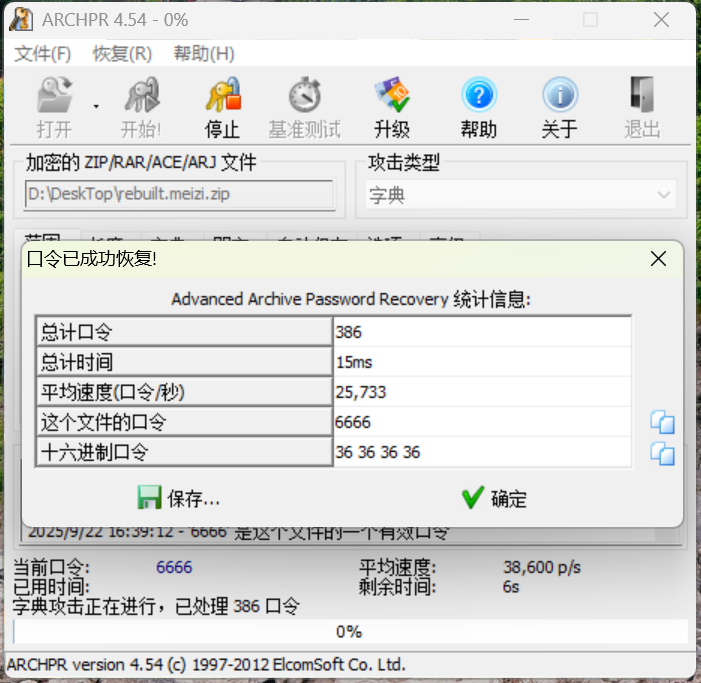 ARCHPR 4.54 - 0%
文件(F) 恢复(R) 帮助(H)
打开 开始! 停止 基准测试 升级 帮助 关于 退出
加密的 ZIP/RAR/ACE/ARJ 文件 攻击类型
D:\DeskTop\rebuilt.meizi.zip 字典
口令已成功恢复!
Advanced Archive Password Recovery 统计信息:
总计口令 386
总计时间 15ms
平均速度(口令/秒) 25,733
这个文件的口令 6666
十六进制口令 36 36 36 36
保存... 确定
2025/9/22 16:39:12 - '6666' 是这个文件的一个有效口令
当前口令: 6666 平均速度: 38,600 p/s
已用时间: 剩余时间: 6s
字典攻击正在进行，已处理 386 口令
0%
ARCHPR version 4.54 (c) 1997-2012 ElcomSoft Co. Ltd.